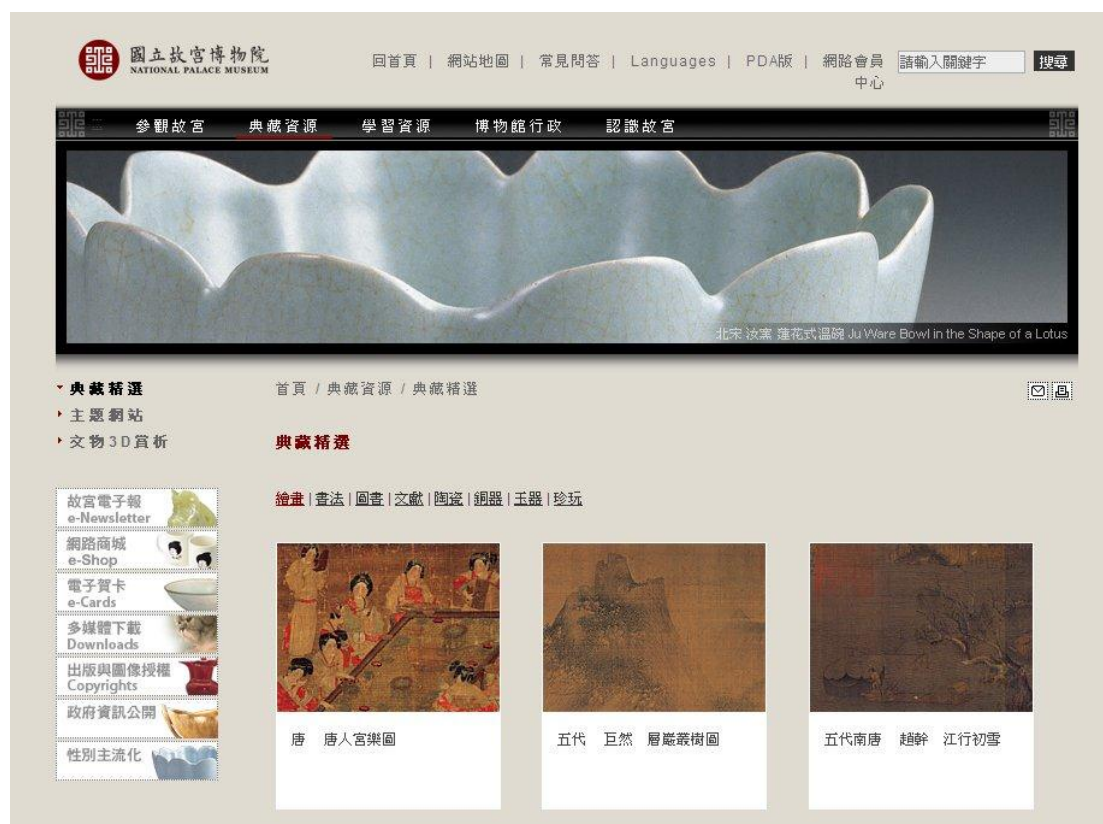 國立故宮博物院
NATIONAL PALACE MUSEUM
回首頁 | 網站地圖 | 常見問答 | Languages | PDA版 | 網路會員中心
請輸入關鍵字
搜尋
參觀故宮 典藏資源 學習資源 博物館行政 認識故宮
北宋 汝窯 蓮花式溫碗 Ju Ware Bowl in the Shape of a Lotus
典藏精選
主題網站
文物3D賞析
首頁 / 典藏資源 / 典藏精選
典藏精選
繪畫 | 書法 | 圖書 | 文獻 | 陶瓷 | 銅器 | 玉器 | 珍玩
故宮電子報
e-Newsletter
網路商城
e-Shop
電子賀卡
e-Cards
多媒體下載
Downloads
出版與圖像授權
Copyrights
政府資訊公開
性別主流化
唐 唐人宮樂圖
五代 巨然 層巖叢樹圖
五代南唐 趙幹 江行初雪